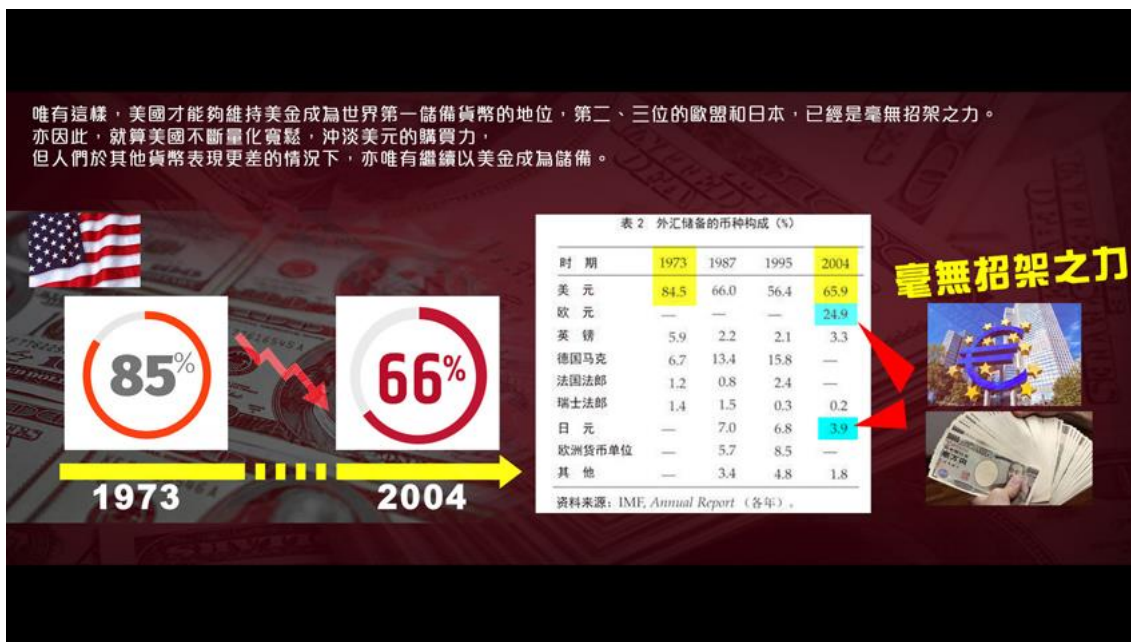 唯有這樣，美國才能夠維持美金成為世界第一儲備貨幣的地位，第二、三位的歐盟和日本，已經是毫無招架之力。
亦因此，就算美國不斷量化寬鬆，沖淡美元的購買力，
但人們於其他貨幣表現更差的情況下，亦唯有繼續以美金成為儲備。
85%
66%
1973
2004
表 2 外汇储备的币种构成（%）
时 期 1973 1987 1995 2004
美 元 84.5 66.0 56.4 65.9
欧 元 — — — 24.9
英 镑 5.9 2.2 2.1 3.3
德国马克 6.7 13.4 15.8 —
法国法郎 1.2 0.8 2.4 —
瑞士法郎 1.4 1.5 0.3 0.2
日 元 — 7.0 6.8 3.9
欧洲货币单位 — 5.7 8.5 —
其 他 — 3.4 4.8 1.8
资料来源：IMF, Annual Report （各年）。
毫無招架之力